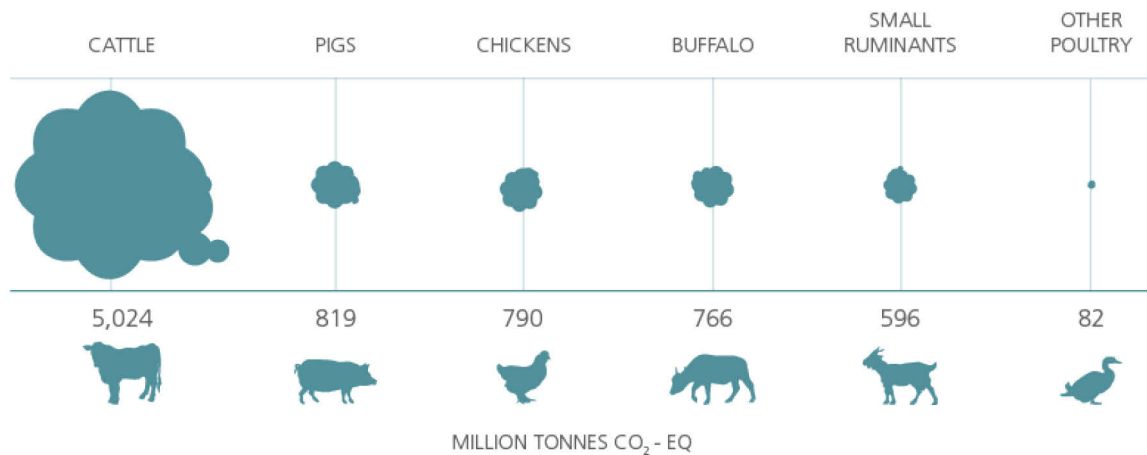 CATTLE
PIGS
CHICKENS
BUFFALO
SMALL
RUMINANTS
OTHER
POULTRY
5,024
819
790
766
596
82
MILLION TONNES CO₂ - EQ